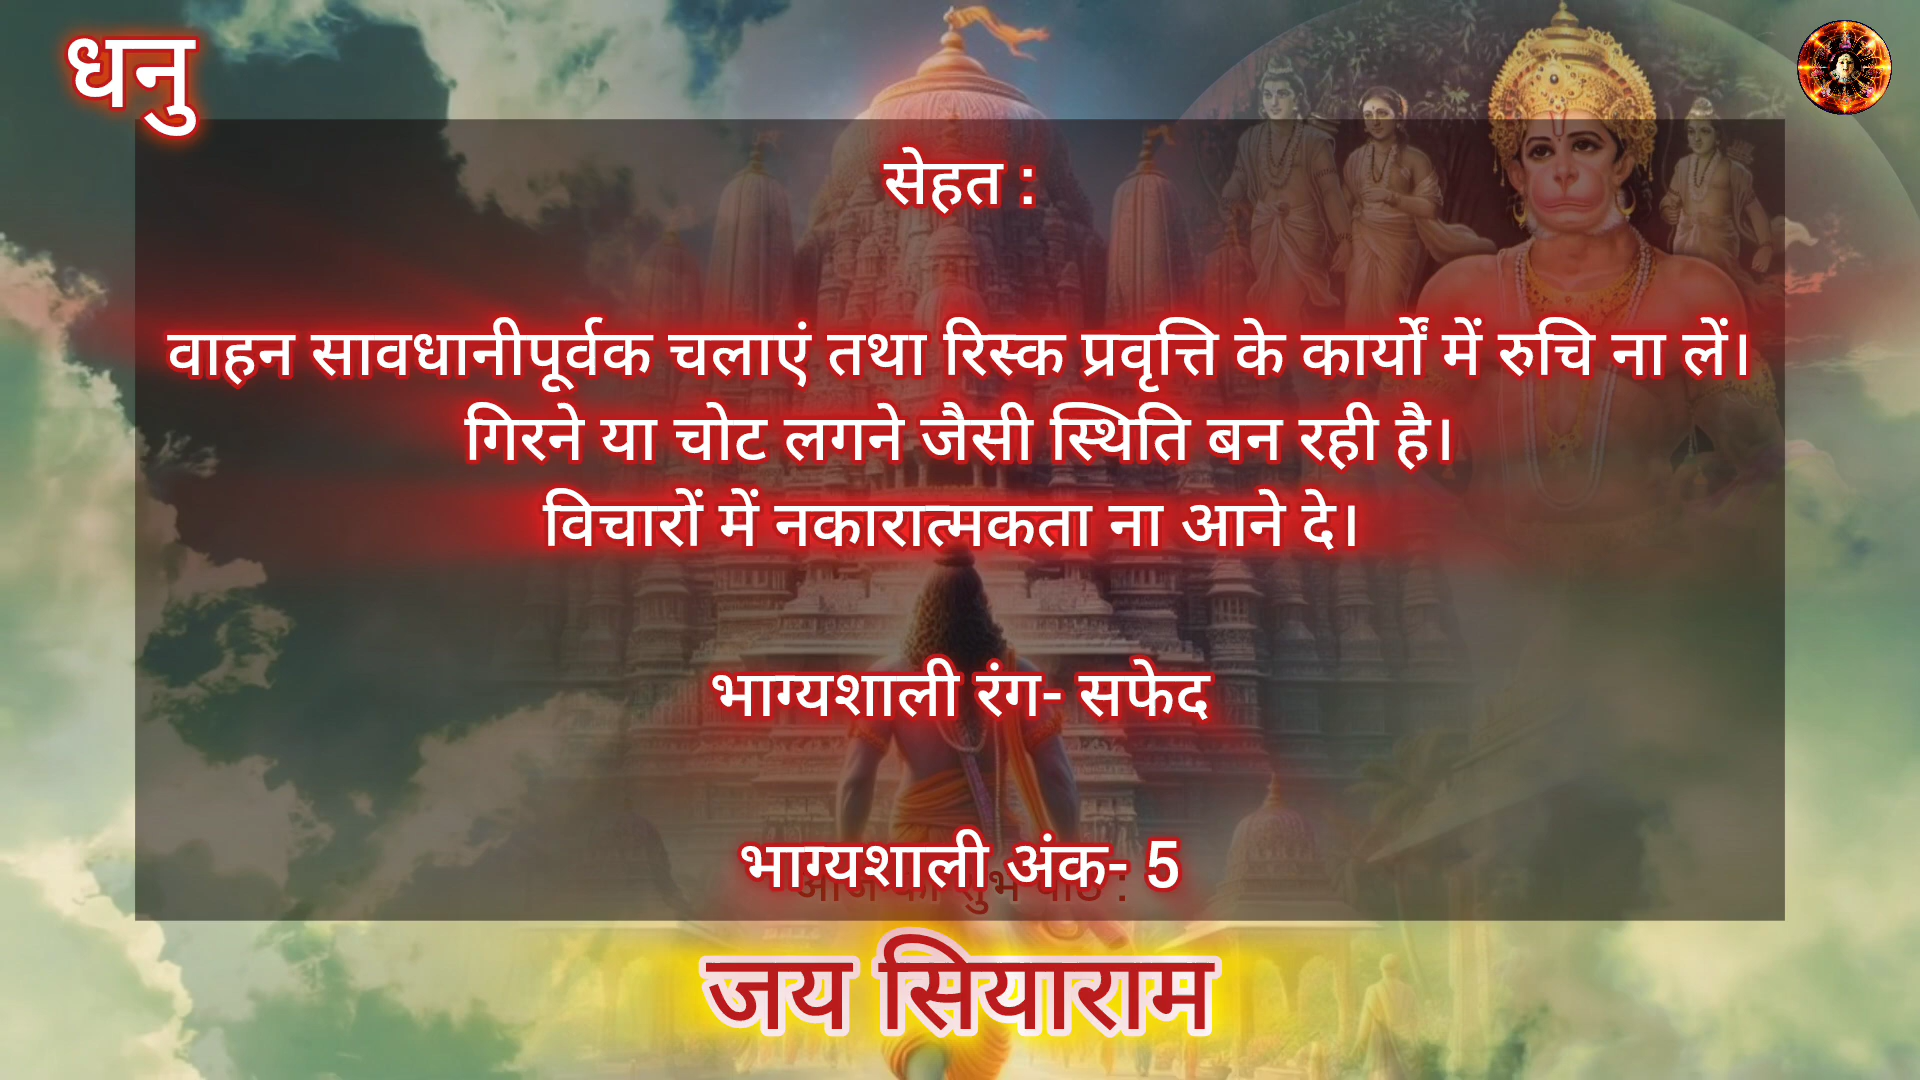 धनु
सेहत :
वाहन सावधानीपूर्वक चलाएं तथा रिस्क प्रवृत्ति के कार्यों में रुचि ना लें।
गिरने या चोट लगने जैसी स्थिति बन रही है।
विचारों में नकारात्मकता ना आने दे।
भाग्यशाली रंग- सफेद
भाग्यशाली अंक- 5
जय सियाराम